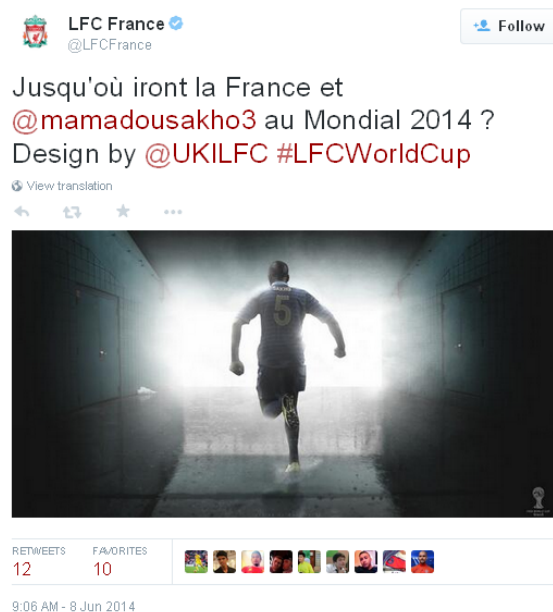 LFC France
@LFCFrance
Follow
Jusqu'où iront la France et
@mamadousakho3 au Mondial 2014 ?
Design by @UKILFC #LFCWorldCup
View translation
5
RETWEETS
FAVORITES
12
10
9:06 AM - 8 Jun 2014